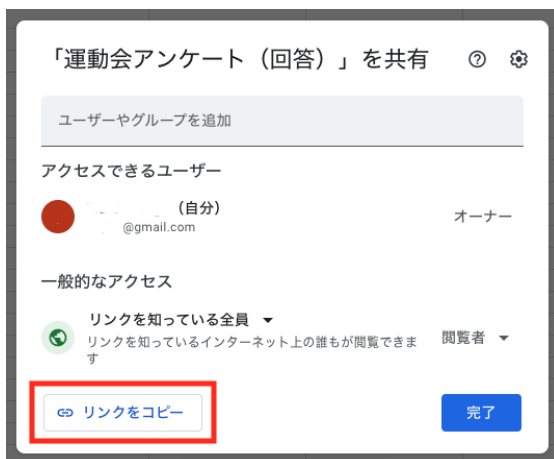 「運動会アンケート（回答）」を共有
ユーザーやグループを追加
アクセスできるユーザー
（自分）
@gmail.com
オーナー
一般的なアクセス
リンクを知っている全員
リンクを知っているインターネット上の誰もが閲覧できま
す
閲覧者
リンクをコピー
完了